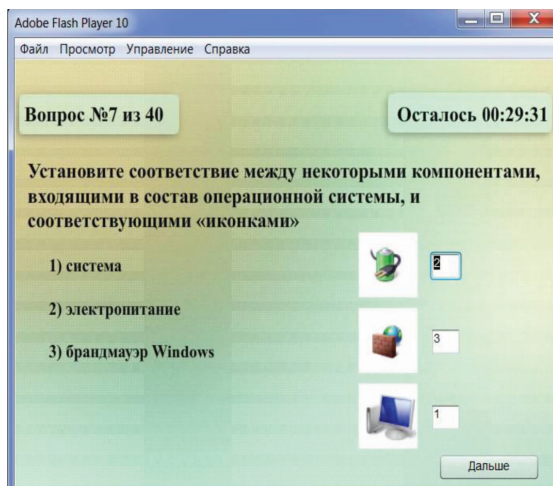 Adobe Flash Player 10
Файл Просмотр Управление Справка
Вопрос №7 из 40
Осталось 00:29:31
Установите соответствие между некоторыми компонентами,
входящими в состав операционной системы, и
соответствующими «иконками»
1) система
2
2) электропитание
3
3) брандмауэр Windows
1
Дальше